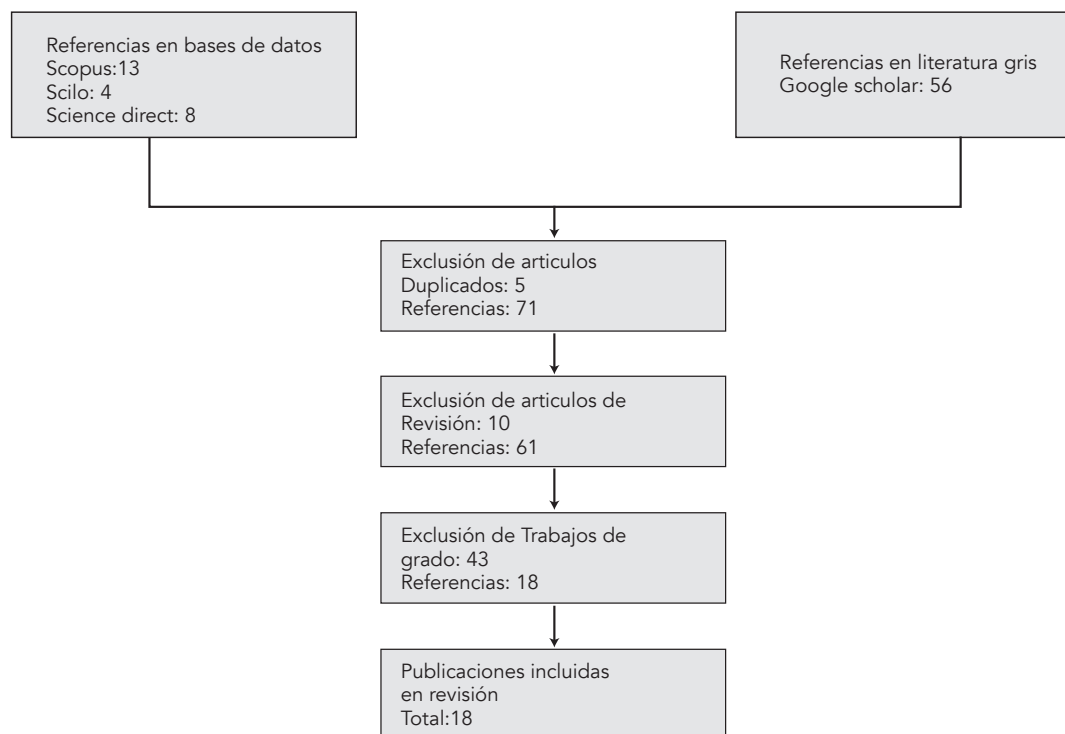 Referencias en bases de datos
Scopus:13
Scilo: 4
Science direct: 8
Referencias en literatura gris
Google scholar: 56
Exclusión de articulos
Duplicados: 5
Referencias: 71
Exclusión de articulos de
Revisión: 10
Referencias: 61
Exclusión de Trabajos de
grado: 43
Referencias: 18
Publicaciones incluidas
en revisión
Total:18